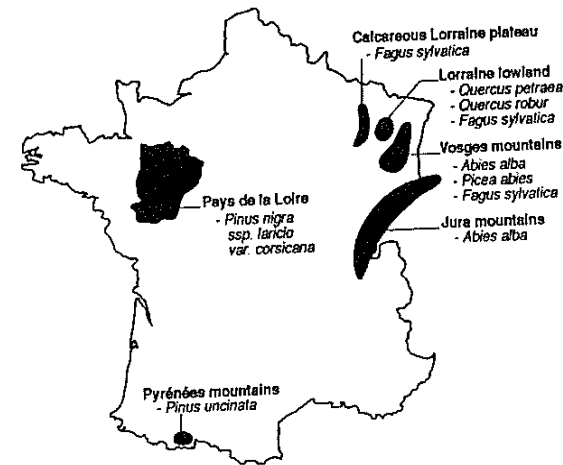 Calcareous Lorraine plateau
- Fagus sylvatica
Lorraine lowland
- Quercus petraea
- Quercus robur
- Fagus sylvatica
Vosges mountains
- Abies alba
- Picea abies
- Fagus sylvatica
Jura mountains
- Abies alba
Pays de la Loire
- Pinus nigra
ssp. laricio
var. corsicana
Pyrénées mountains
- Pinus uncinata